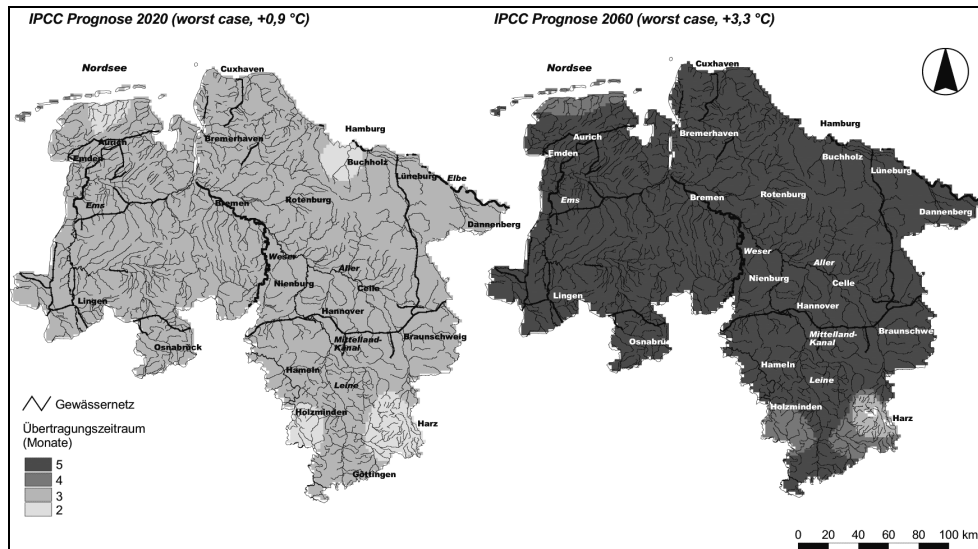 IPCC Prognose 2020 (worst case, +0,9 °C)
Nordsee
Cuxhaven
Hamburg
Aurich
Bremerhaven
Buchholz
Emden
Lüneburg
Elbe
Ems
Bremen
Rotenburg
Dannenberg
Weser
Aller
Nienburg
Celle
Lingen
Hannover
Osnabrück
Mittelland-
Kanal
Braunschweig
Hameln
Leine
Holzminden
Harz
Göttingen
Gewässernetz
Übertragungszeitraum
(Monate)
5
4
3
2
IPCC Prognose 2060 (worst case, +3,3 °C)
Nordsee
Cuxhaven
Hamburg
Aurich
Bremerhaven
Buchholz
Emden
Lüneburg
Elbe
Ems
Bremen
Rotenburg
Dannenberg
Weser
Aller
Nienburg
Celle
Lingen
Hannover
Osnabrück
Mittelland-
Kanal
Braunschwe
Hameln
Leine
Holzminden
Harz
0 20 40 60 80 100 km